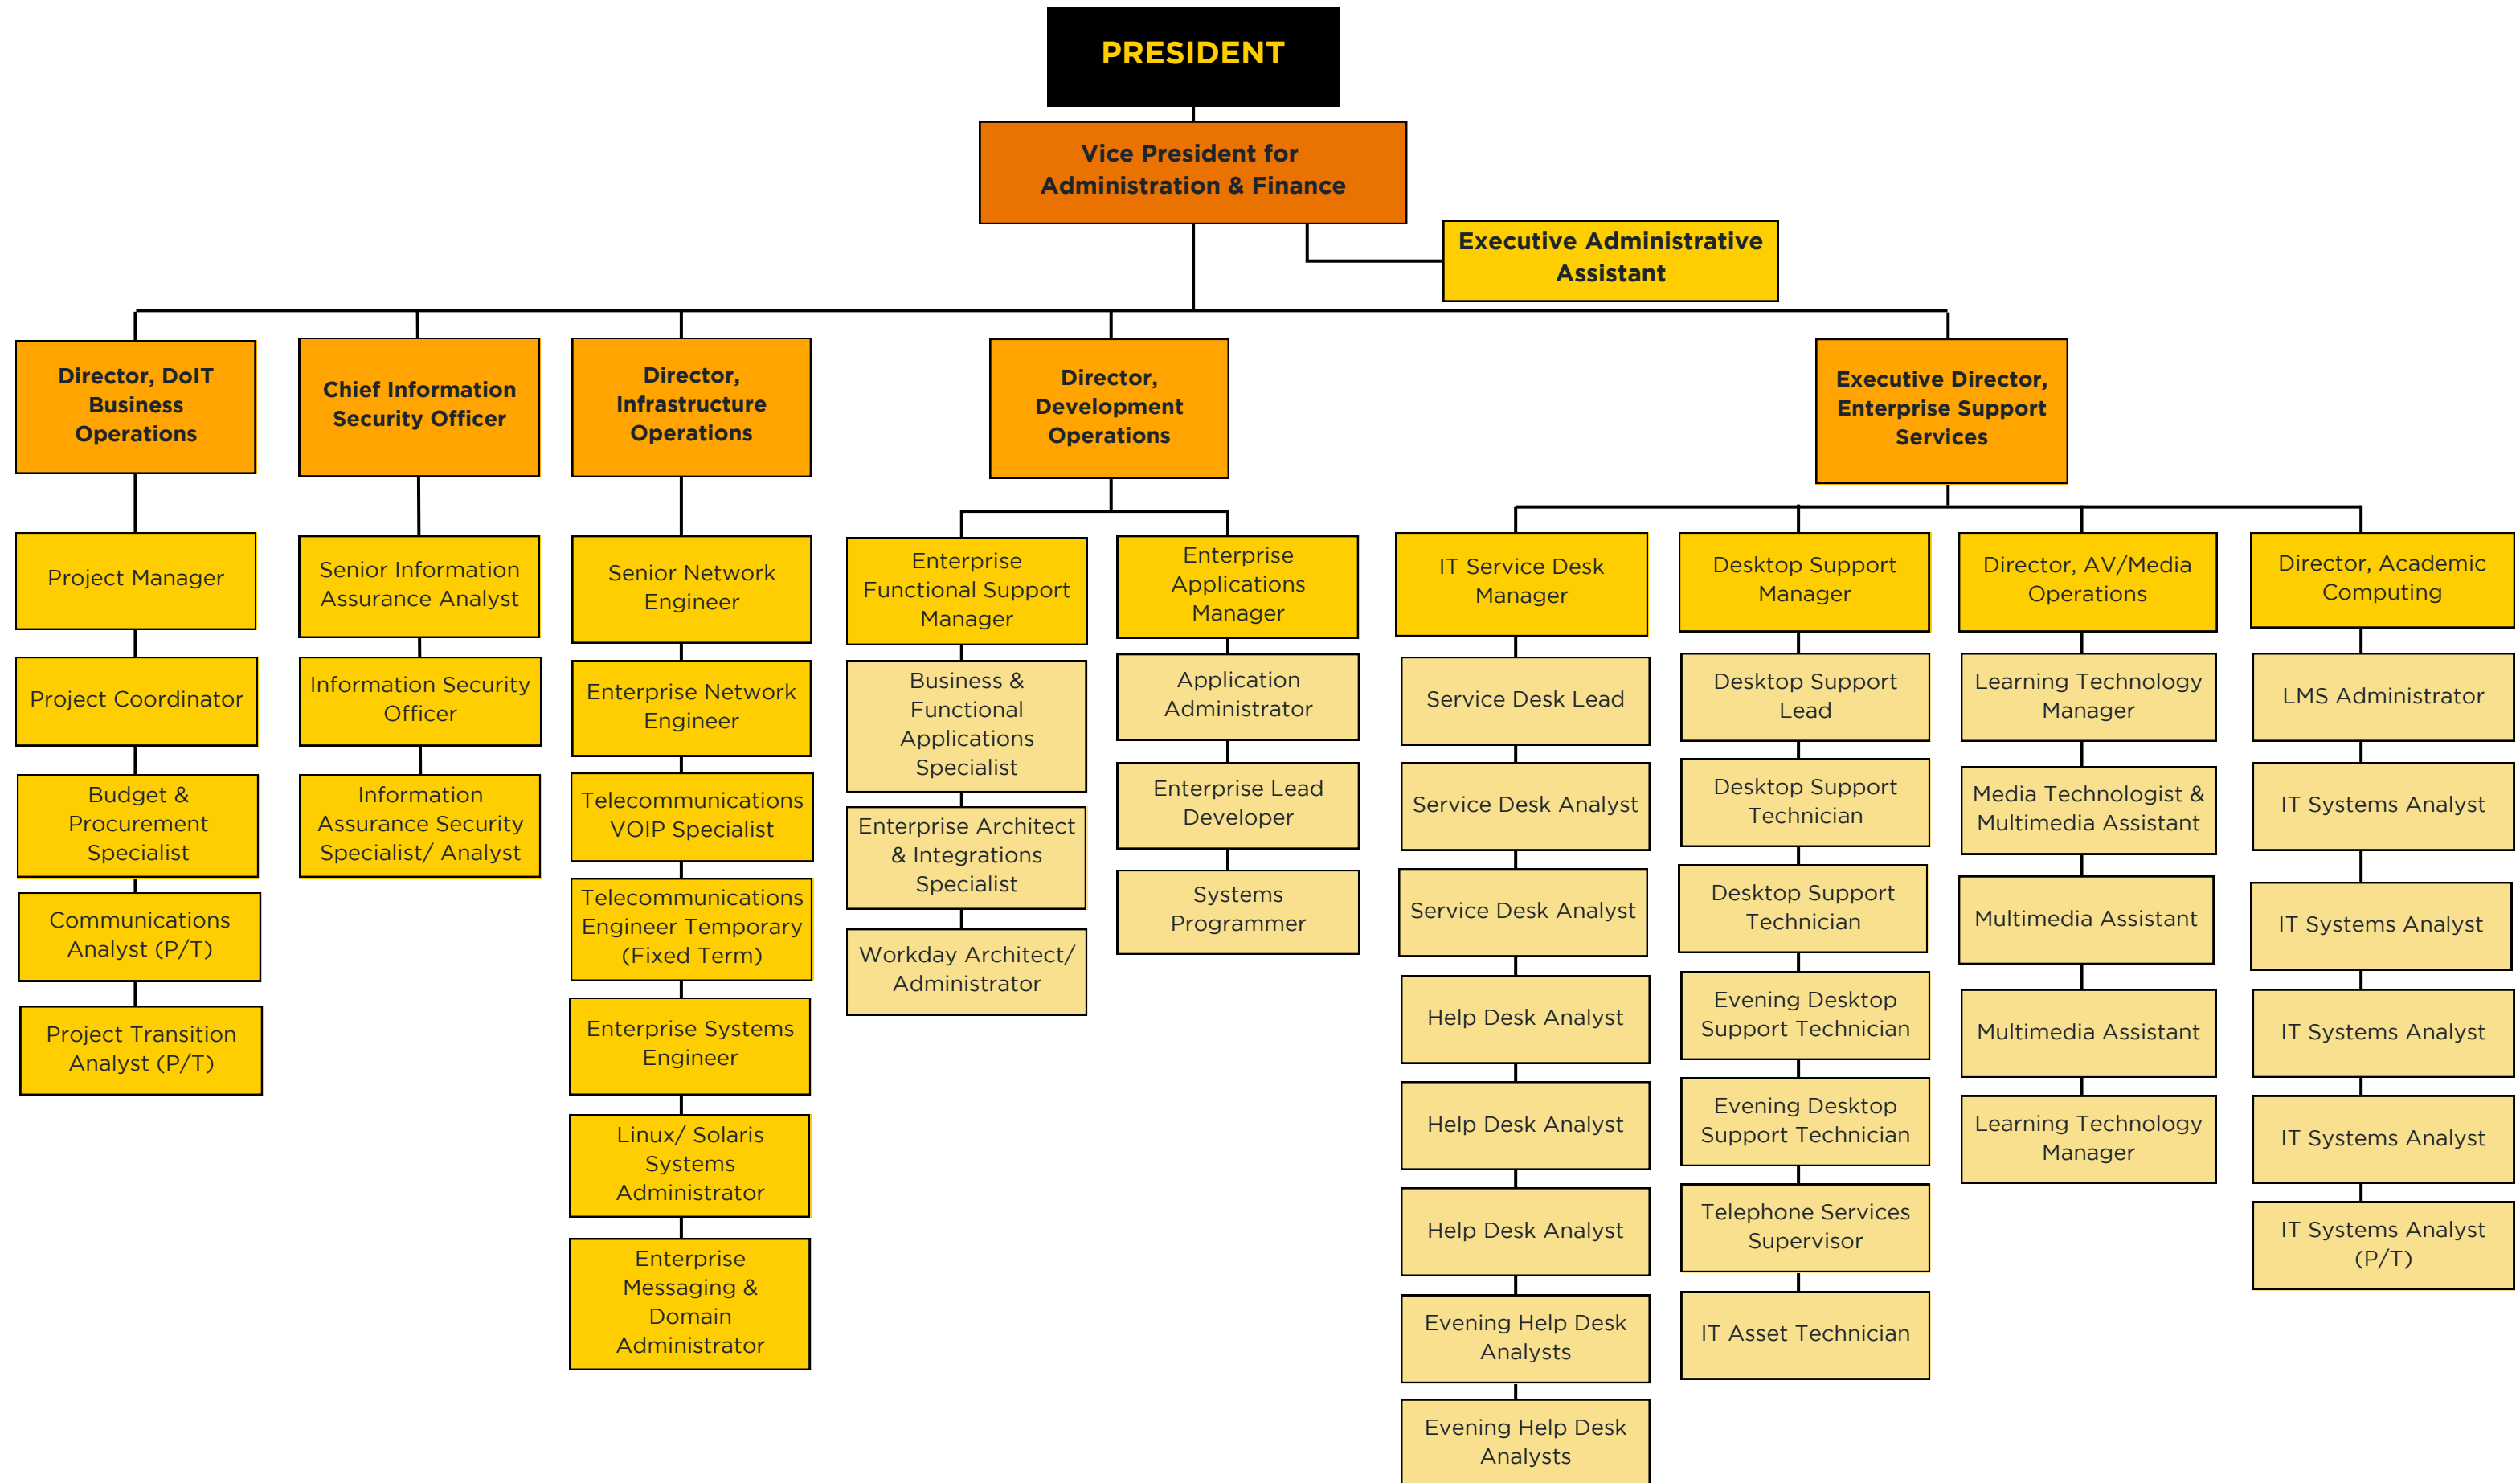 PRESIDENT
Vice President for
Administration & Finance
Executive Administrative
Assistant
Director, DoIT
Business
Operations
Project Manager
Project Coordinator
Budget &
Procurement
Specialist
Communications
Analyst (P/T)
Project Transition
Analyst (P/T)
Chief Information
Security Officer
Senior Information
Assurance Analyst
Information Security
Officer
Information
Assurance Security
Specialist/ Analyst
Director,
Infrastructure
Operations
Senior Network
Engineer
Enterprise Network
Engineer
Telecommunications
VOIP Specialist
Telecommunications
Engineer Temporary
(Fixed Term)
Enterprise Systems
Engineer
Linux/ Solaris
Systems
Administrator
Enterprise
Messaging &
Domain
Administrator
Director,
Development
Operations
Enterprise
Functional Support
Manager
Business &
Functional
Applications
Specialist
Enterprise Architect
& Integrations
Specialist
Workday Architect/
Administrator
Enterprise
Applications
Manager
Application
Administrator
Enterprise Lead
Developer
Systems
Programmer
Executive Director,
Enterprise Support
Services
IT Service Desk
Manager
Service Desk Lead
Service Desk Analyst
Service Desk Analyst
Help Desk Analyst
Help Desk Analyst
Help Desk Analyst
Evening Help Desk
Analysts
Evening Help Desk
Analysts
Desktop Support
Manager
Desktop Support
Lead
Desktop Support
Technician
Desktop Support
Technician
Evening Desktop
Support Technician
Evening Desktop
Support Technician
Telephone Services
Supervisor
IT Asset Technician
Director, AV/Media
Operations
Learning Technology
Manager
Media Technologist &
Multimedia Assistant
Multimedia Assistant
Multimedia Assistant
Learning Technology
Manager
Director, Academic
Computing
LMS Administrator
IT Systems Analyst
IT Systems Analyst
IT Systems Analyst
IT Systems Analyst
IT Systems Analyst
(P/T)